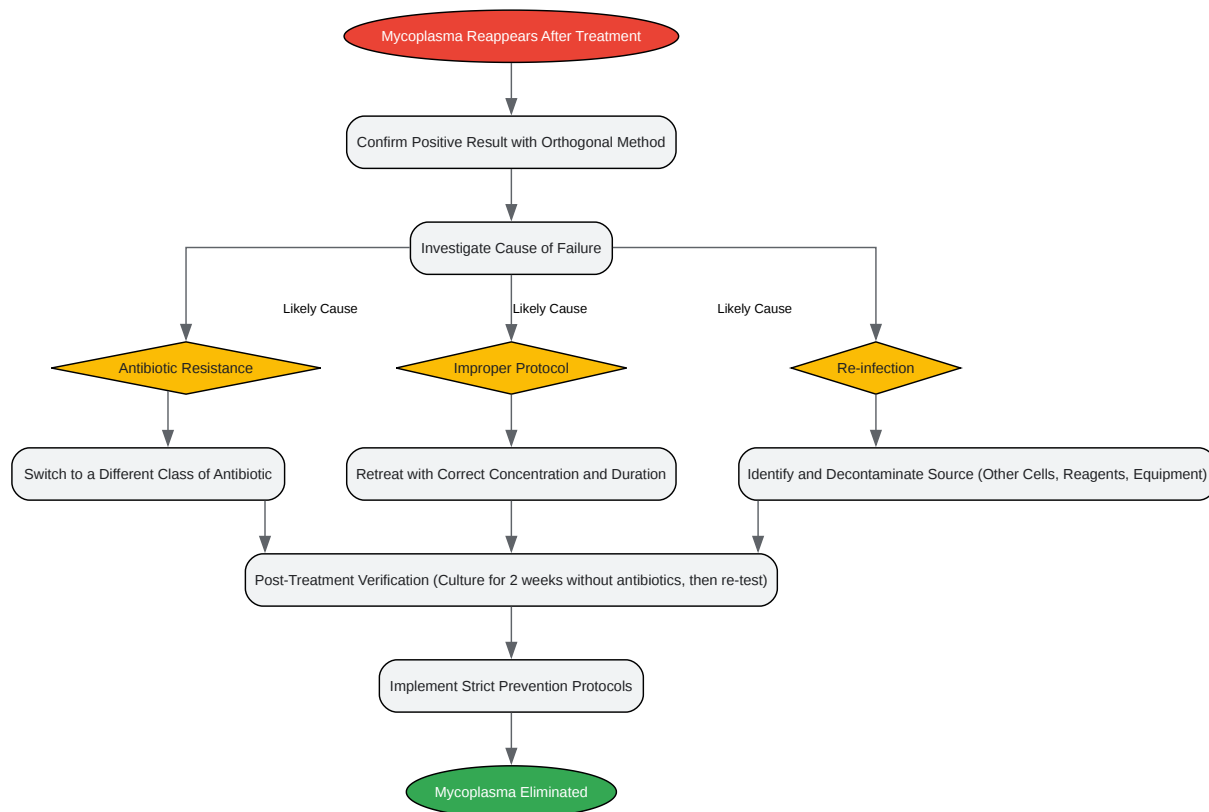 Mycoplasma Reappears After Treatment
Confirm Positive Result with Orthogonal Method
Investigate Cause of Failure
Likely Cause
Likely Cause
Likely Cause
Antibiotic Resistance
Improper Protocol
Re-infection
Switch to a Different Class of Antibiotic
Retreat with Correct Concentration and Duration
Identify and Decontaminate Source (Other Cells, Reagents, Equipment)
Post-Treatment Verification (Culture for 2 weeks without antibiotics, then re-test)
Implement Strict Prevention Protocols
Mycoplasma Eliminated